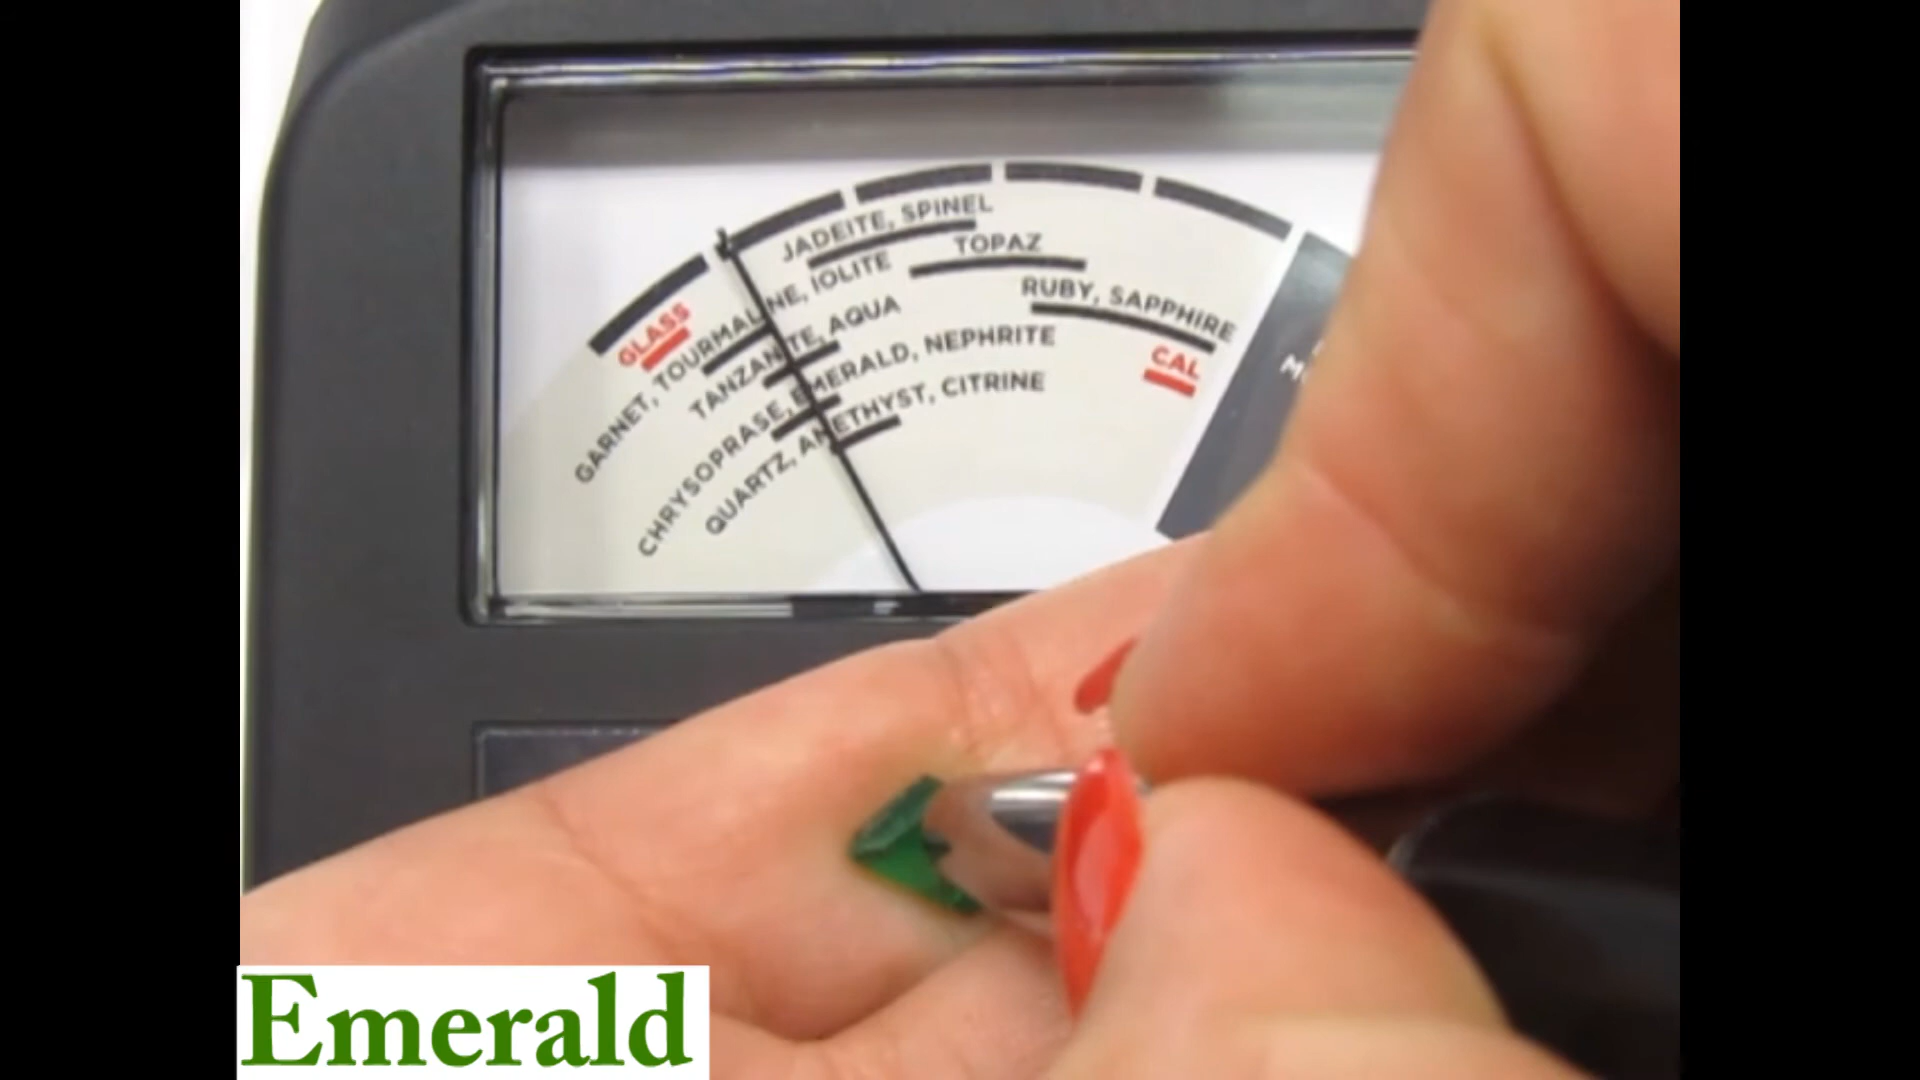 JADEITE, SPINEL
TOPAZ
GLASS
GARNET, TOURMALINE, IOLITE
RUBY, SAPPHIRE
TANZANITE, AQUA
CAL
CHRYSOPRASE, EMERALD, NEPHRITE
QUARTZ, AMETHYST, CITRINE
Emerald